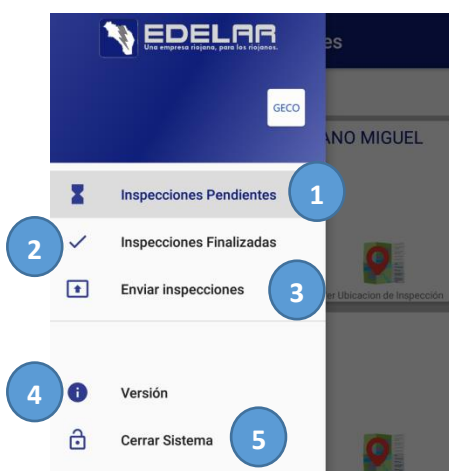 EDELAR
Una empresa riojana, para los riojanos.
es
GECO
ANO MIGUEL
Inspecciones Pendientes
1
2
Inspecciones Finalizadas
Enviar inspecciones
3
er Ubicacion de Inspección
4
Versión
Cerrar Sistema
5